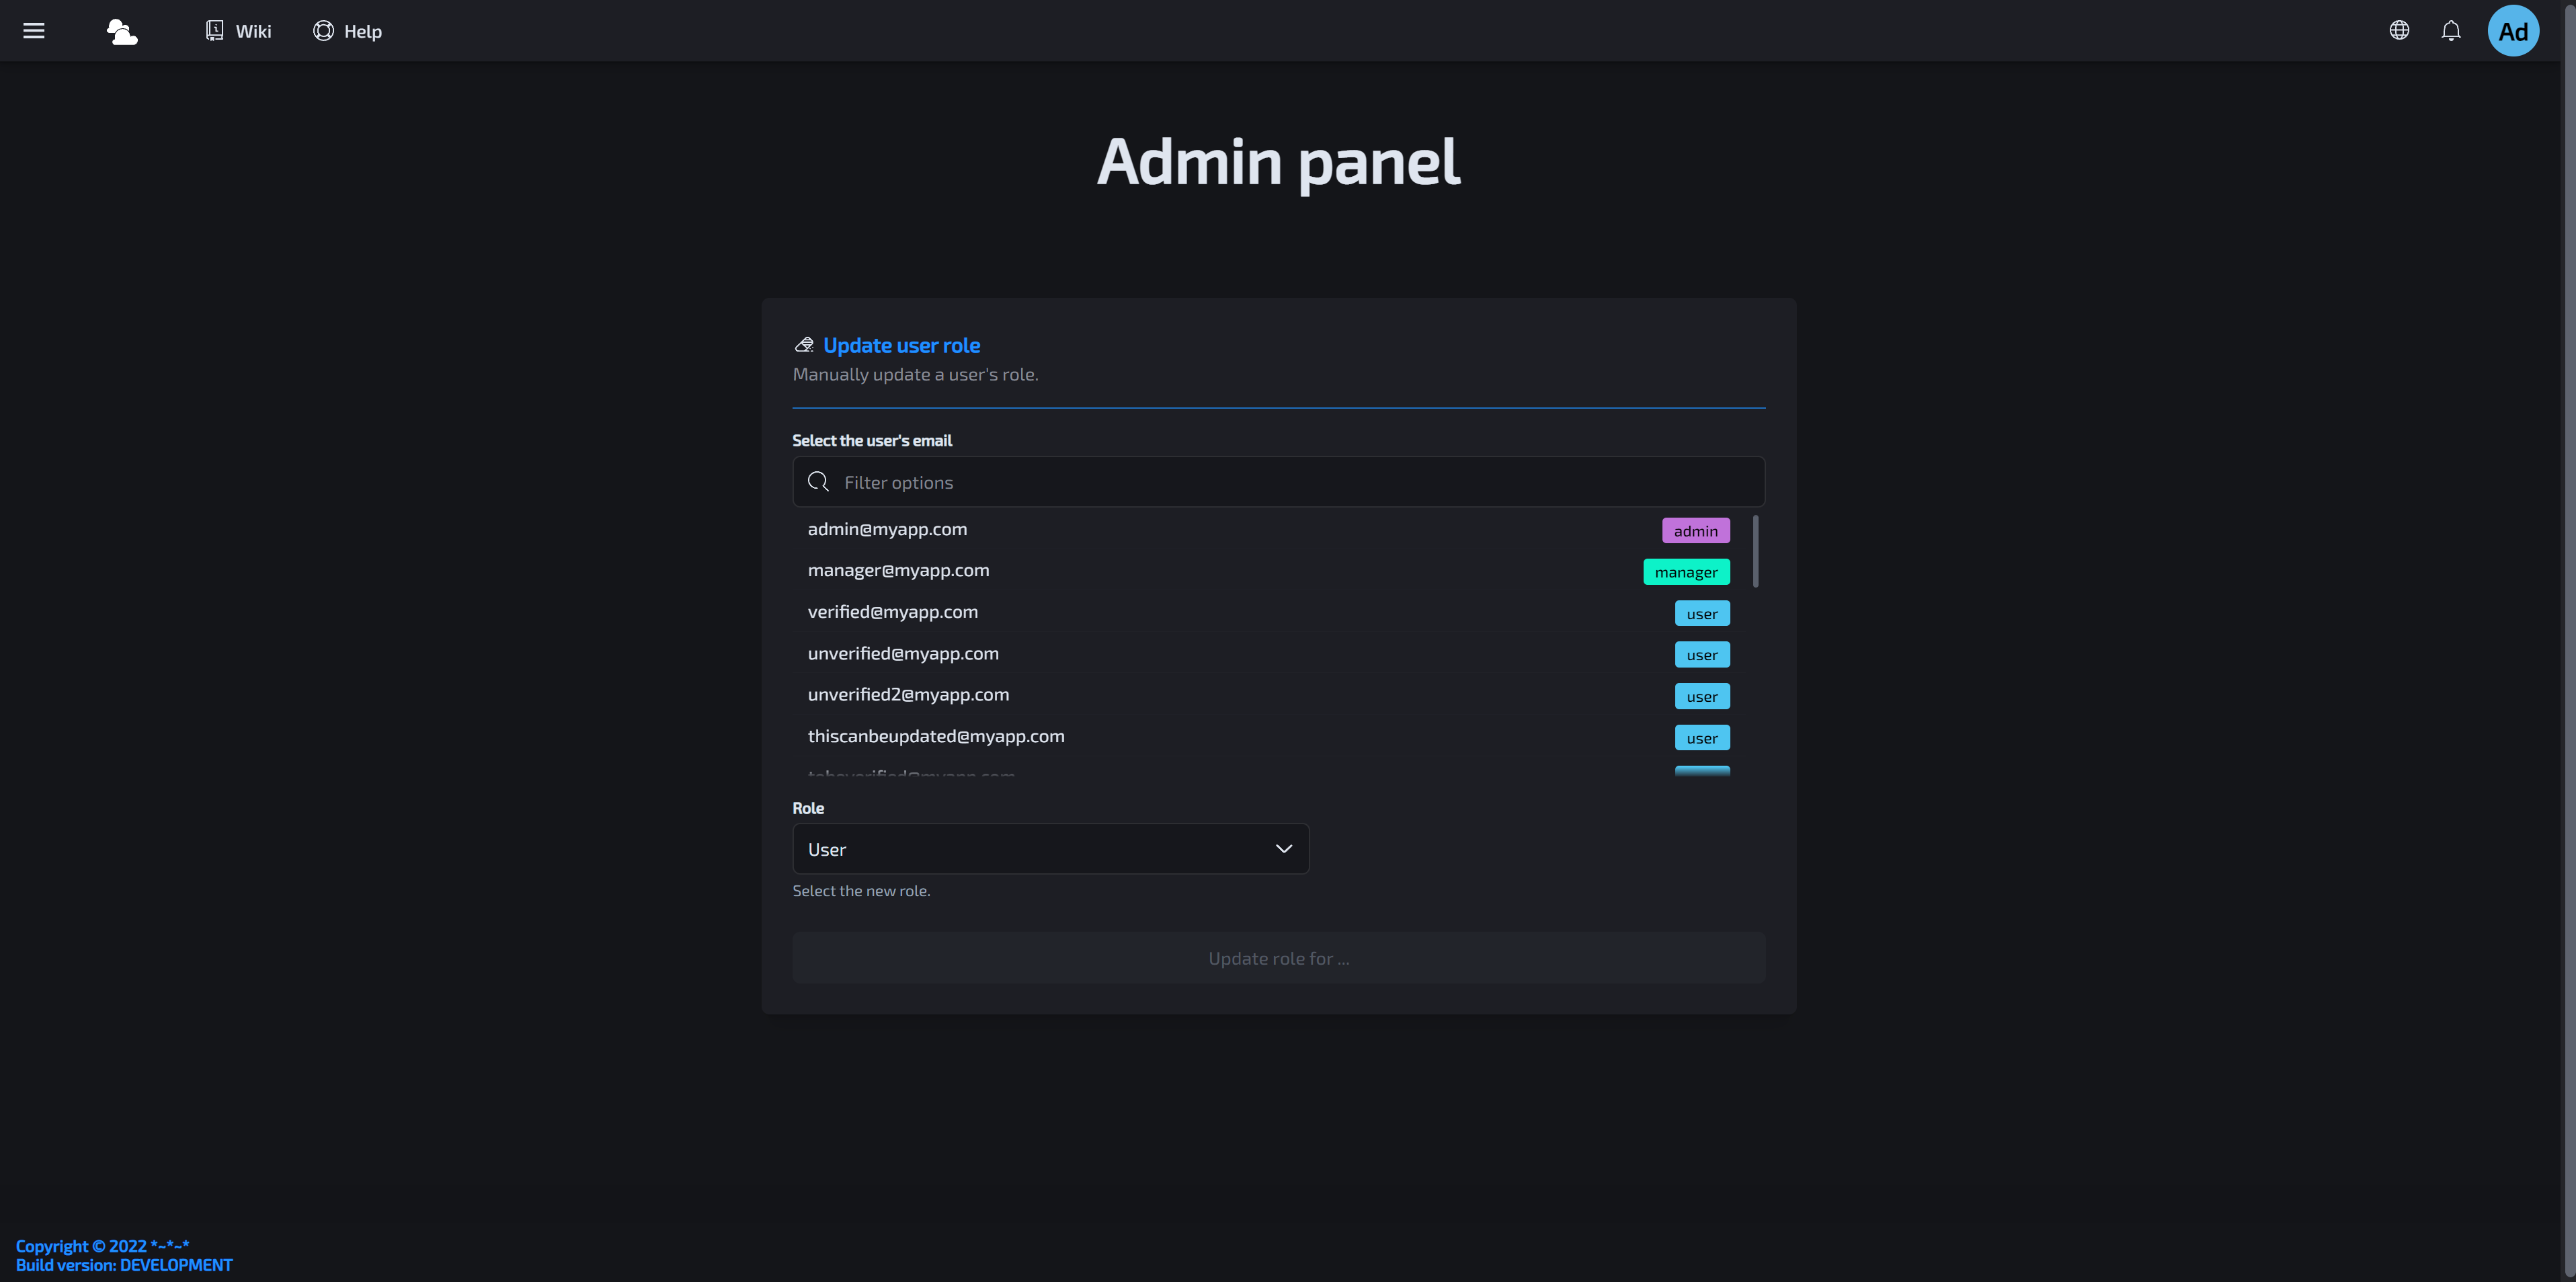 Wiki
Help
Ad
Admin panel
Update user role
Manually update a user's role.
Select the user's email
Filter options
admin@myapp.com admin
manager@myapp.com manager
verified@myapp.com user
unverified@myapp.com user
unverified2@myapp.com user
thiscanbeupdated@myapp.com user
Role
User
Select the new role.
Update role for ...
Copyright © 2022 *~*~*
Build version: DEVELOPMENT